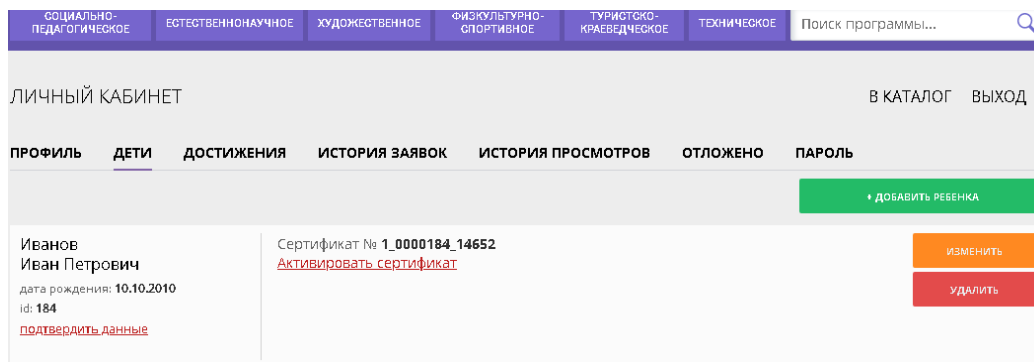 СОЦИАЛЬНО-
ПЕДАГОГИЧЕСКОЕ
ЕСТЕСТВЕННОНАУЧНОЕ
ХУДОЖЕСТВЕННОЕ
ФИЗКУЛЬТУРНО-
СПОРТИВНОЕ
ТУРИСТСКО-
КРАЕВЕДЧЕСКОЕ
ТЕХНИЧЕСКОЕ
Поиск программы...
ЛИЧНЫЙ КАБИНЕТ
В КАТАЛОГ ВЫХОД
ПРОФИЛЬ ДЕТИ ДОСТИЖЕНИЯ ИСТОРИЯ ЗАЯВОК ИСТОРИЯ ПРОСМОТРОВ ОТЛОЖЕНО ПАРОЛЬ
+ ДОБАВИТЬ РЕБЕНКА
Иванов
Иван Петрович
дата рождения: 10.10.2010
id: 184
подтвердить данные
Сертификат № 1_0000184_14652
Активировать сертификат
ИЗМЕНИТЬ
УДАЛИТЬ